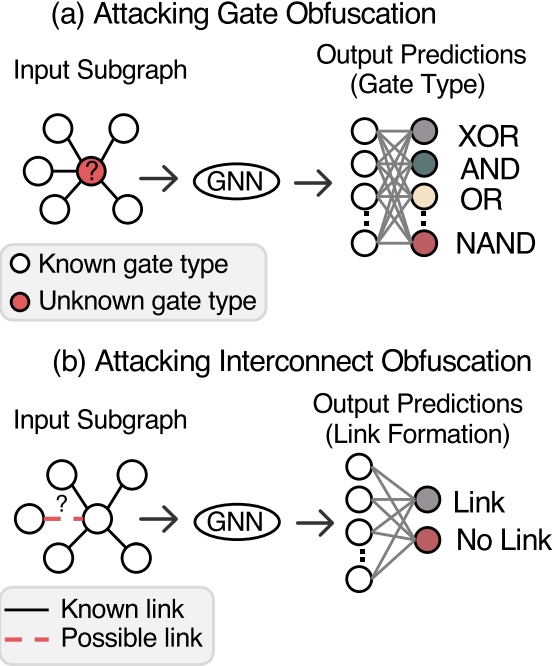 (a) Attacking Gate Obfuscation
Input Subgraph
Output Predictions
(Gate Type)
?
GNN
XOR
AND
OR
NAND
Known gate type
Unknown gate type
(b) Attacking Interconnect Obfuscation
Input Subgraph
Output Predictions
(Link Formation)
?
GNN
Link
No Link
Known link
Possible link